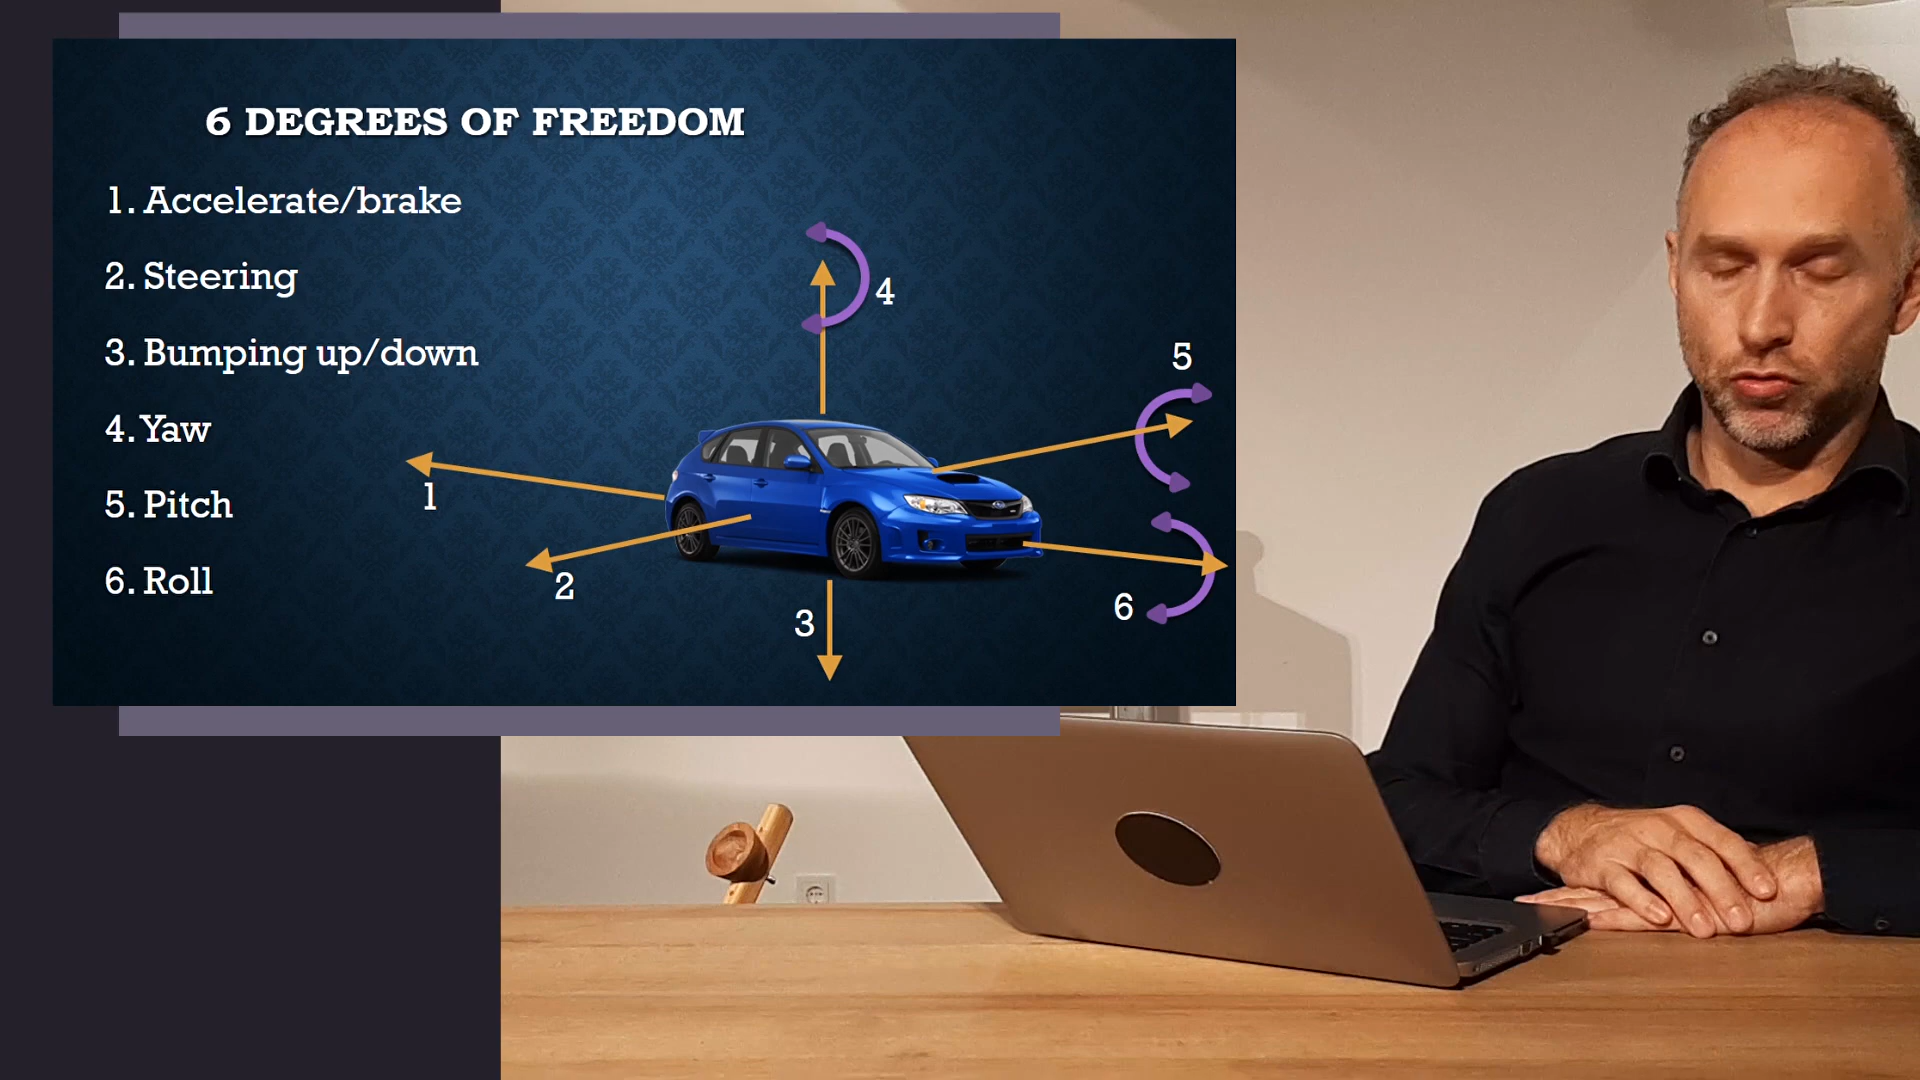 6 DEGREES OF FREEDOM
1. Accelerate/brake
2. Steering
3. Bumping up/down
4. Yaw
5. Pitch
6. Roll
4
5
1
2
3
6